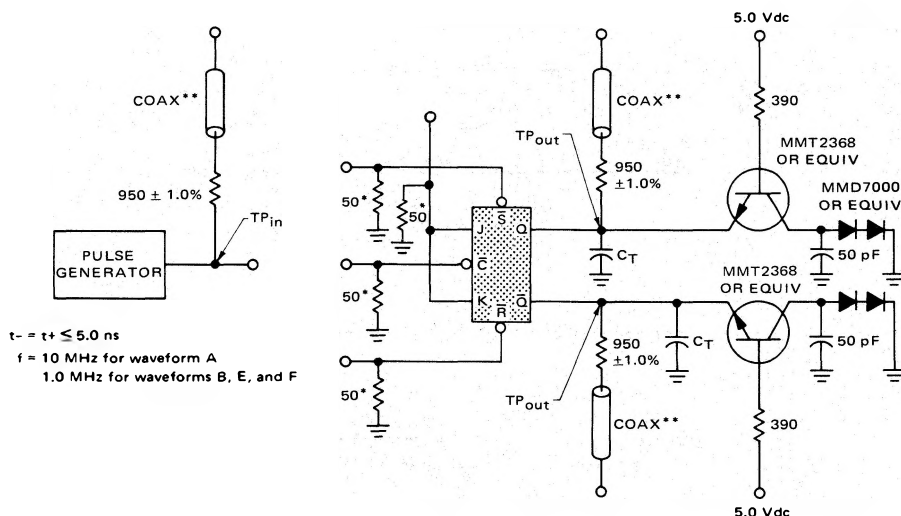 COAX**
950 ± 1.0%
TPin
PULSE
GENERATOR
t– = t+ ≤ 5.0 ns
f = 10 MHz for waveform A
1.0 MHz for waveforms B, E, and F
50*
50*
50*
50*
S̅
J
Q
C̅
K
Q̅
R̅
COAX**
TPout
950
±1.0%
CT
5.0 Vdc
390
MMT2368
OR EQUIV
MMD7000
OR EQUIV
50 pF
MMT2368
OR EQUIV
950
±1.0%
CT
50 pF
TPout
COAX**
390
5.0 Vdc